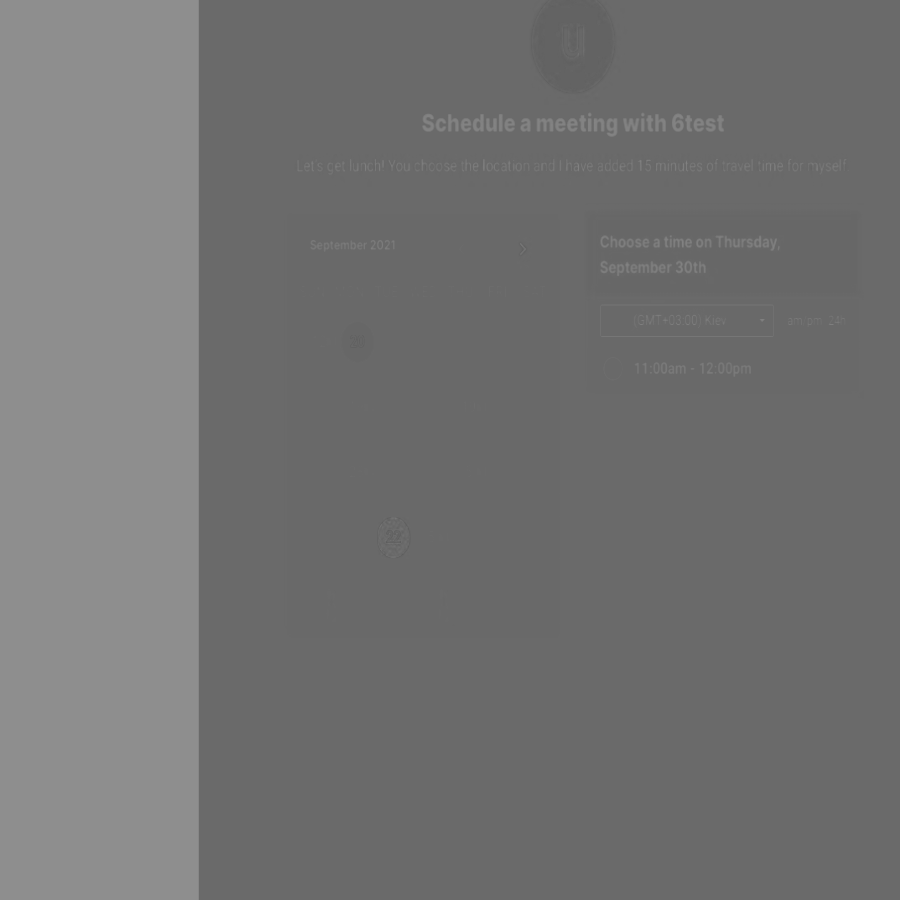 U
Schedule a meeting with 6test
Let's get lunch! You choose the location and I have added 15 minutes of travel time for myself
September 2021
Choose a time on Thursday,
September 30th
(GMT+03:00) Kiev
am pm 24h
11:00am - 12:00pm